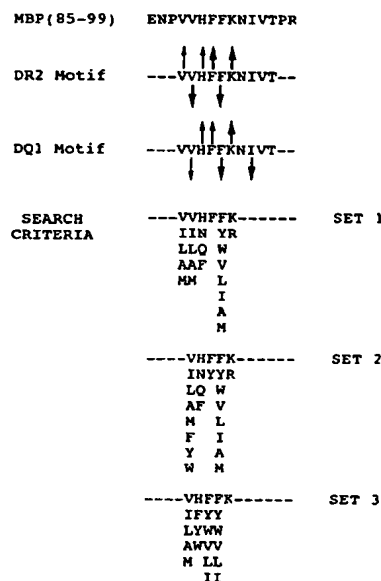 MBP(85-99) ENPVVHFFKNIVTPR
DR2 Motif ---VVHFFKNIVT--
DQ1 Motif ---VVHFFKNIVT--
SEARCH CRITERIA
---VVHFFK------ SET 1
IIN YR
LLQ W
AAF V
MM L
I
A
M
----VHFFK------ SET 2
INYYR
LQ W
AF V
M L
F I
Y A
W M
----VHFFK------ SET 3
IFYY
LYWW
AWVV
M LL
II